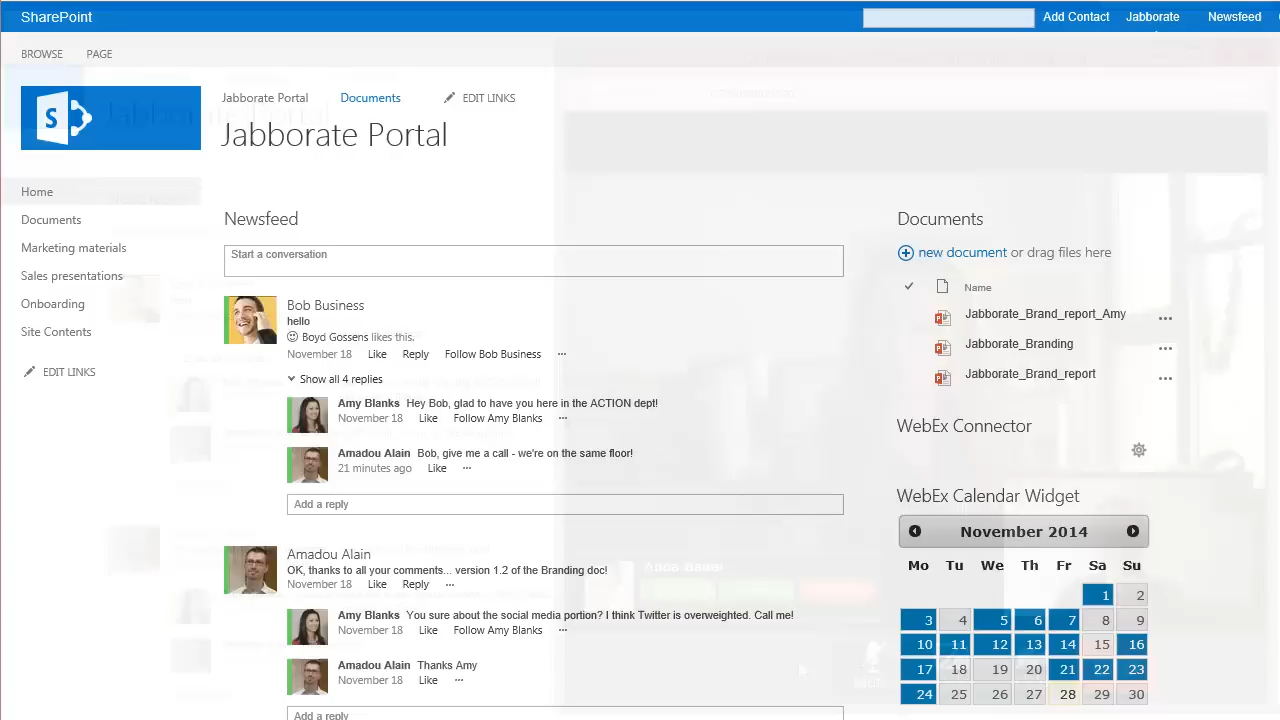 SharePoint
Add Contact Jabborate Newsfeed
BROWSE PAGE
Jabborate Portal Documents EDIT LINKS
Jabborate Portal
S
Home
Documents
Marketing materials
Sales presentations
Onboarding
Site Contents
EDIT LINKS
Newsfeed
Start a conversation
Bob Business
hello
Boyd Gossens likes this.
November 18 Like Reply Follow Bob Business ...
Show all 4 replies
Amy Blanks Hey Bob, glad to have you here in the ACTION dept!
November 18 Like Follow Amy Blanks ...
Amadou Alain Bob, give me a call - we're on the same floor!
21 minutes ago Like ...
Add a reply
Amadou Alain
OK, thanks to all your comments... version 1.2 of the Branding doc!
November 18 Like Reply ...
Amy Blanks You sure about the social media portion? I think Twitter is overweighted. Call me!
November 18 Like Follow Amy Blanks ...
Amadou Alain Thanks Amy
November 18 Like ...
Add a reply
Documents
new document or drag files here
Name
Jabborate_Brand_report_Amy ...
Jabborate_Branding ...
Jabborate_Brand_report ...
WebEx Connector
WebEx Calendar Widget
November 2014
Mo Tu We Th Fr Sa Su
1 2
3 4 5 6 7 8 9
10 11 12 13 14 15 16
17 18 19 20 21 22 23
24 25 26 27 28 29 30